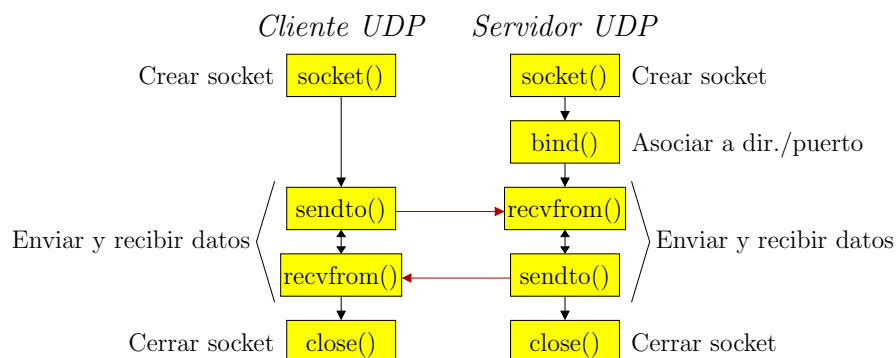 Cliente UDP Servidor UDP
Crear socket socket() socket() Crear socket
bind() Asociar a dir./puerto
sendto() recvfrom()
Enviar y recibir datos Enviar y recibir datos
recvfrom() sendto()
Cerrar socket close() close() Cerrar socket